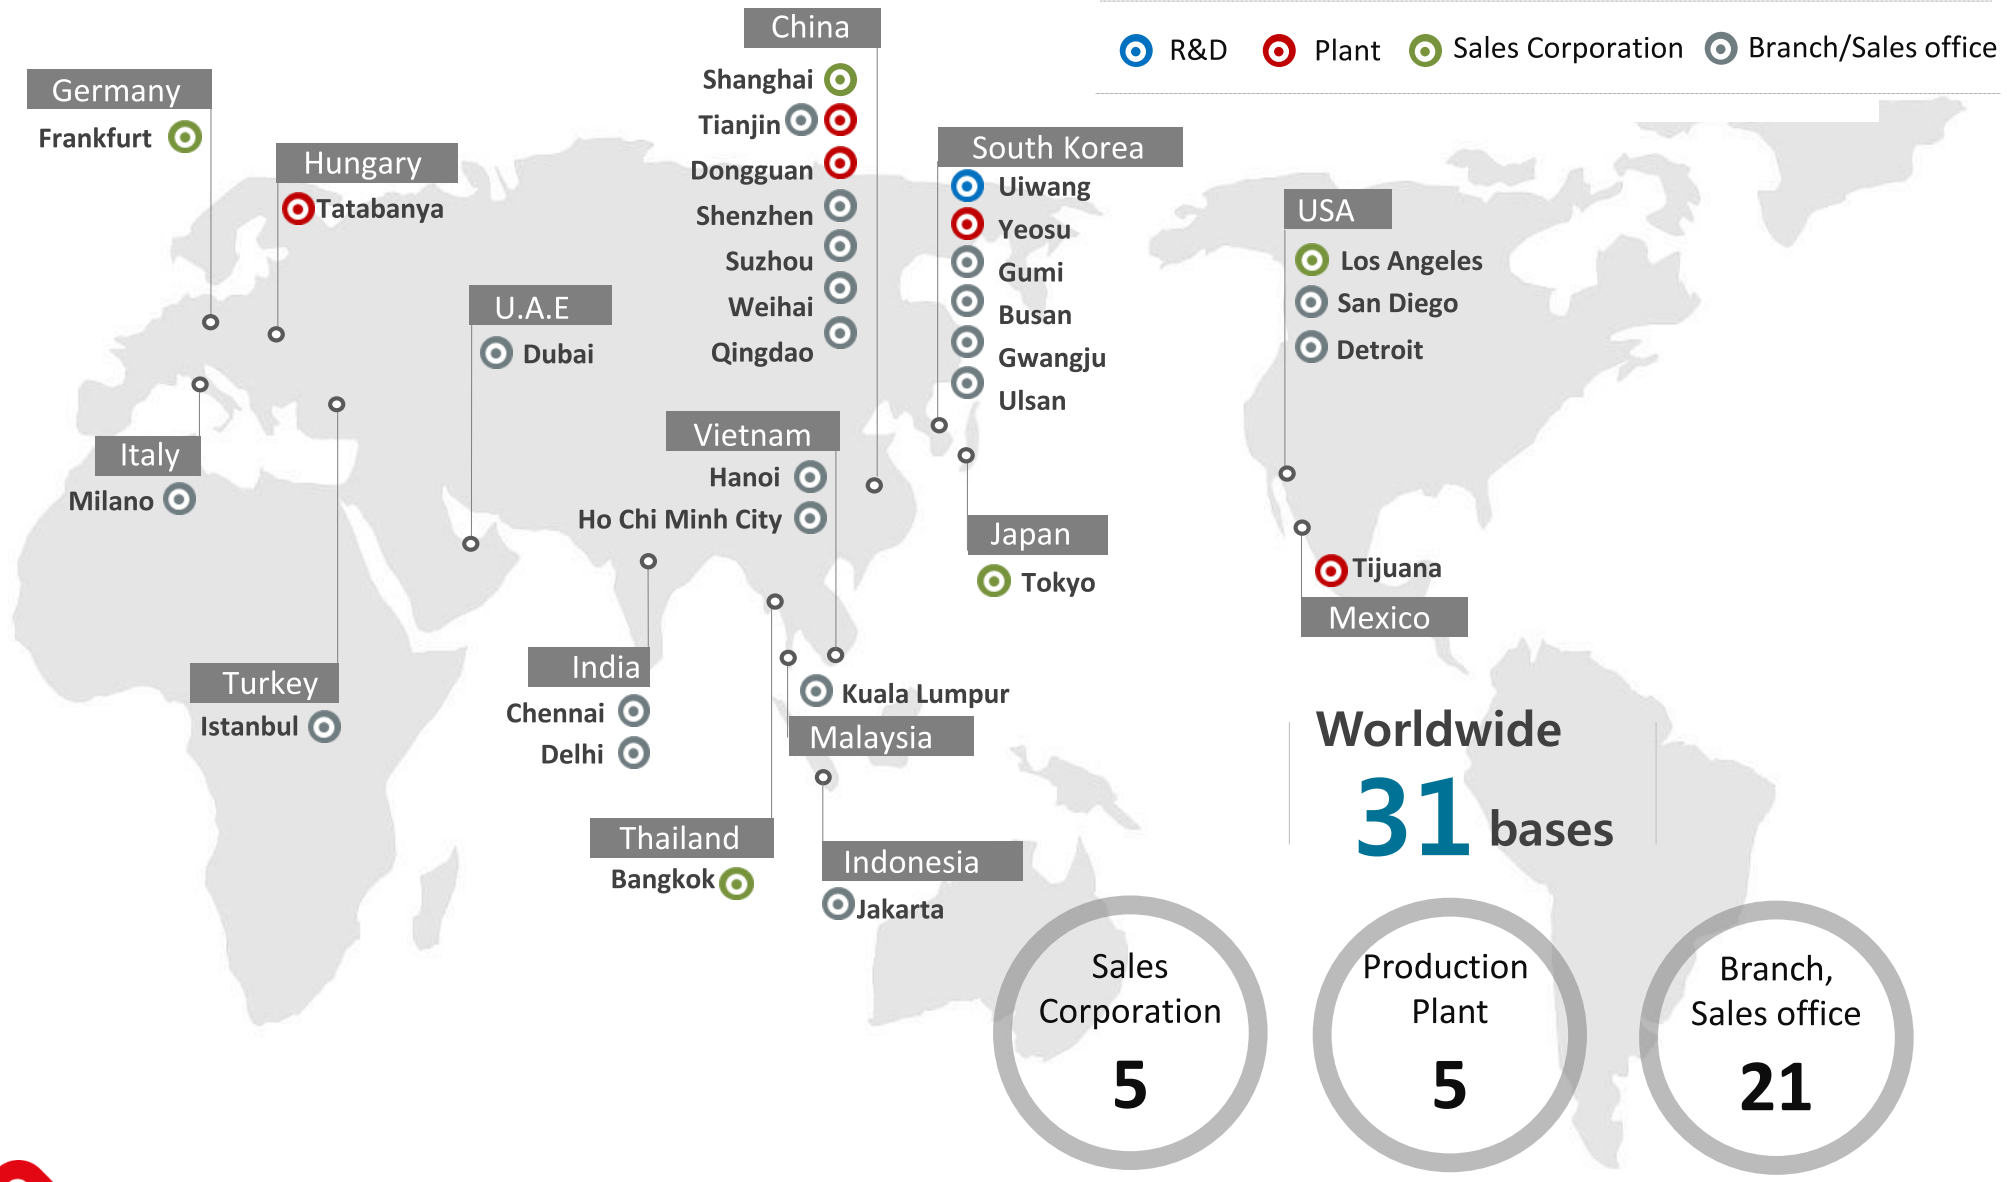 R&D
Plant
Sales Corporation
Branch/Sales office
Germany
Frankfurt
Hungary
Tatabanya
Italy
Milano
Turkey
Istanbul
U.A.E
Dubai
China
Shanghai
Tianjin
Dongguan
Shenzhen
Suzhou
Weihai
Qingdao
Vietnam
Hanoi
Ho Chi Minh City
South Korea
Uiwang
Yeosu
Gumi
Busan
Gwangju
Ulsan
Japan
Tokyo
India
Chennai
Delhi
Kuala Lumpur
Malaysia
Thailand
Bangkok
Indonesia
Jakarta
USA
Los Angeles
San Diego
Detroit
Tijuana
Mexico
Worldwide
31 bases
Sales
Corporation
5
Production
Plant
5
Branch,
Sales office
21